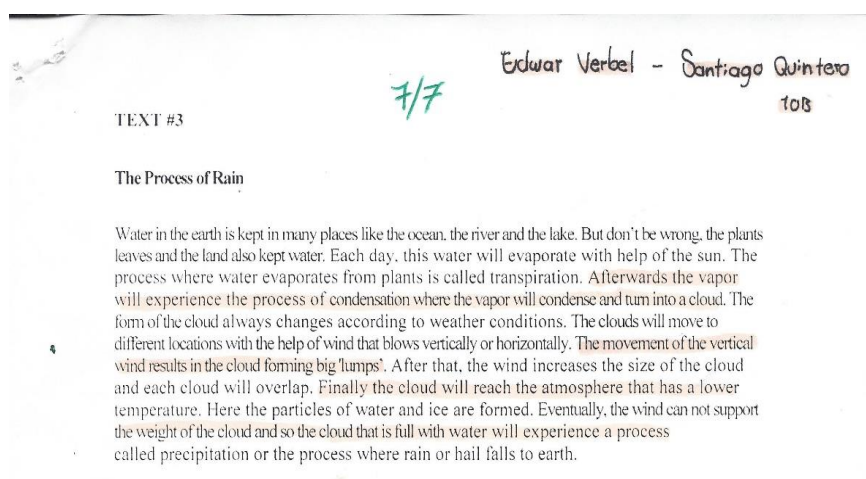 Edwar Verbel - Santiago Quintero
10B
7/7
TEXT #3
The Process of Rain
Water in the earth is kept in many places like the ocean, the river and the lake. But don't be wrong, the plants
leaves and the land also kept water. Each day, this water will evaporate with help of the sun. The
process where water evaporates from plants is called transpiration. Afterwards the vapor
will experience the process of condensation where the vapor will condense and turn into a cloud. The
form of the cloud always changes according to weather conditions. The clouds will move to
different locations with the help of wind that blows vertically or horizontally. The movement of the vertical
wind results in the cloud forming big 'lumps'. After that, the wind increases the size of the cloud
and each cloud will overlap. Finally the cloud will reach the atmosphere that has a lower
temperature. Here the particles of water and ice are formed. Eventually, the wind can not support
the weight of the cloud and so the cloud that is full with water will experience a process
called precipitation or the process where rain or hail falls to earth.